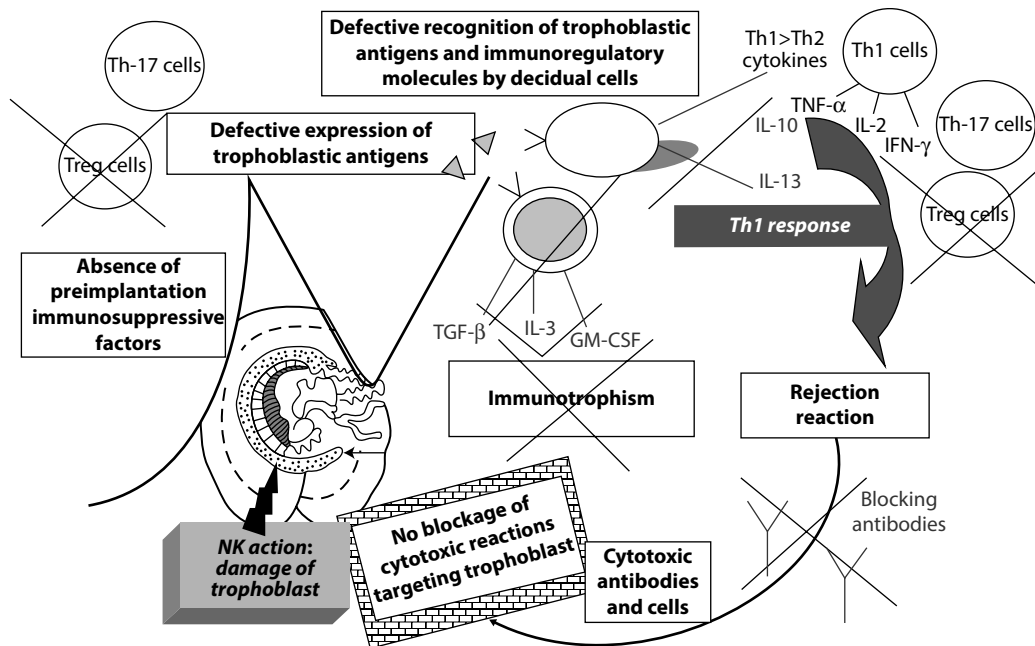 Defective recognition of trophoblastic
antigens and immunoregulatory
molecules by decidual cells
Th1>Th2
cytokines
Th1 cells
Th-17 cells
TNF-α
IL-10
IL-2
IFN-γ
Th-17 cells
Defective expression of
trophoblastic antigens
Treg cells
IL-13
Treg cells
Th1 response
Absence of
preimplantation
immunosuppressive
factors
TGF-β
IL-3
GM-CSF
Immunotrophism
Rejection
reaction
Blocking
antibodies
No blockage of
cytotoxic reactions
targeting trophoblast
NK action:
damage of
trophoblast
Cytotoxic
antibodies
and cells